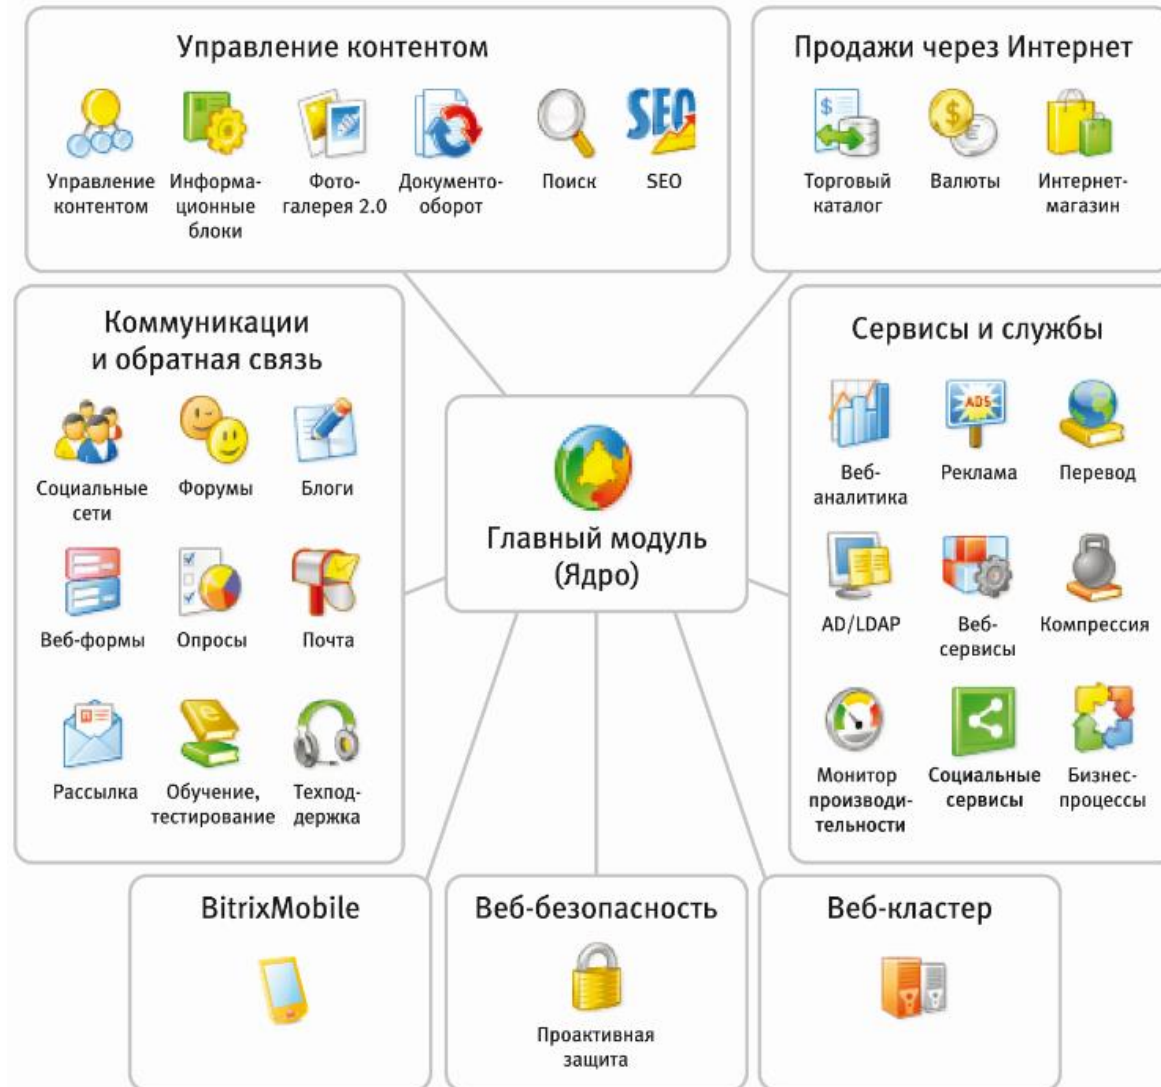 Управление контентом
Управление
контентом
Информа-
ционные
блоки
Фото-
галерея 2.0
Документо-
оборот
Поиск
SEO
SEO
Продажи через Интернет
$
Торговый
каталог
$
€
Валюты
Интернет-
магазин
Коммуникации
и обратная связь
Социальные
сети
Форумы
Блоги
Веб-формы
Опросы
Почта
Рассылка
e
Обучение,
тестирование
Техпод-
держка
Главный модуль
(Ядро)
Сервисы и службы
Веб-
аналитика
ADS
Реклама
Перевод
AD/LDAP
Веб-
сервисы
Компрессия
Монитор
производи-
тельности
Социальные
сервисы
Бизнес-
процессы
BitrixMobile
Веб-безопасность
Проактивная
защита
Веб-кластер